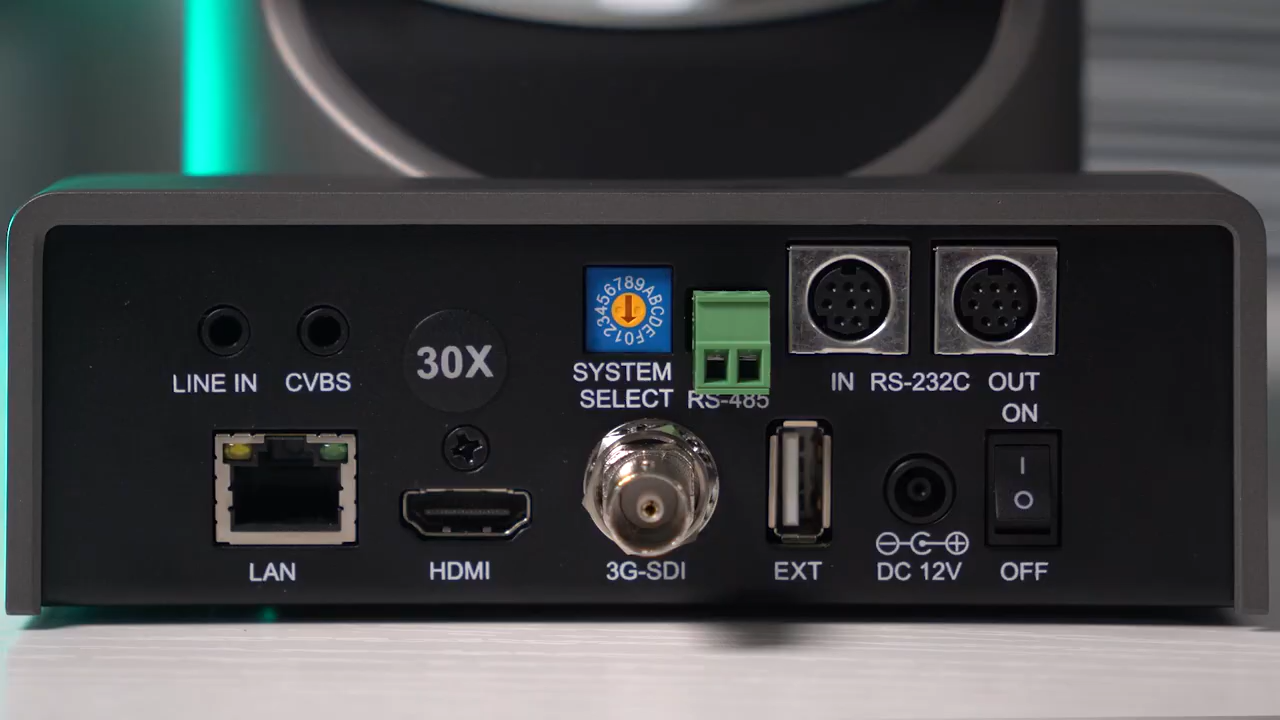 0123456789ABCDEF
30X
LINE IN
CVBS
SYSTEM
SELECT
RS-485
IN RS-232C OUT
ON
I
O
LAN
HDMI
3G-SDI
EXT
DC 12V
OFF